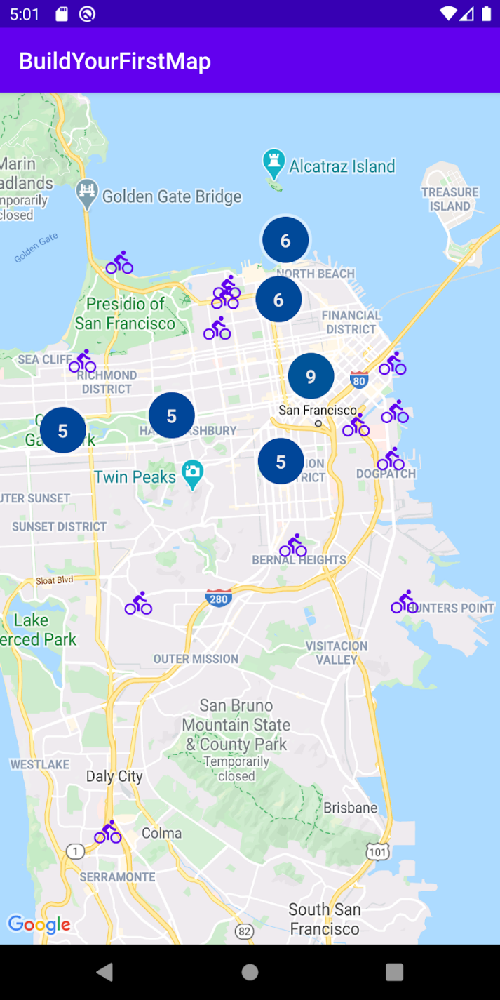 5:01
BuildYourFirstMap
Alcatraz Island
Marin
adlands
mporarily
closed
Golden Gate Bridge
TREASURE
ISLAND
Golden Gate
6
NORTH BEACH
6
Presidio of
San Francisco
FINANCIAL
DISTRICT
SEA CLIFF
RICHMOND
DISTRICT
9
80
San Francisco
5
5
HA
SHBURY
G
Ga
rk
5
ION
TRICT
Twin Peaks
DOGPATCH
UTER SUNSET
SUNSET DISTRICT
BERNAL HEIGHTS
Sloat Blvd
280
HUNTERS POINT
Lake
erced Park
OUTER MISSION
VISITACION
VALLEY
San Bruno
Mountain State
& County Park
Temporarily
closed
WESTLAKE
Daly City
Brisbane
Colma
1
101
SERRAMONTE
South San
Francisco
Google
82